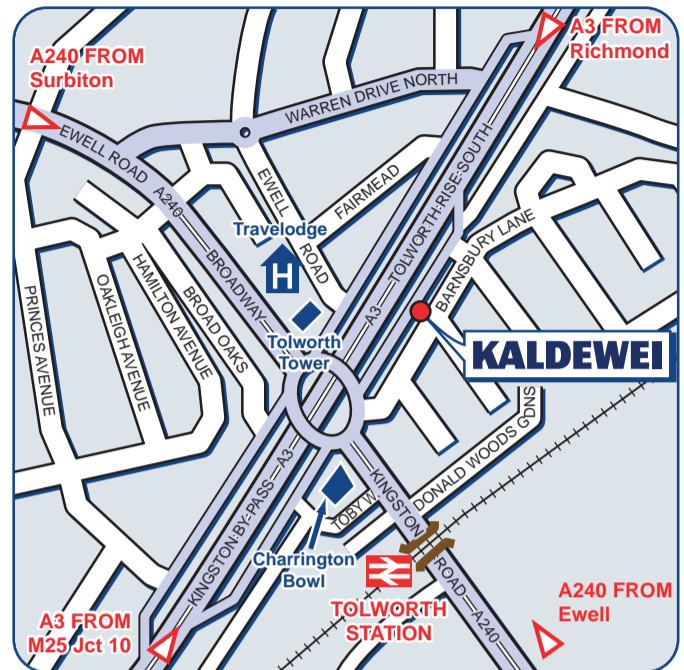 A240 FROM
Surbiton
A3 FROM
Richmond
WARREN DRIVE NORTH
EWELL ROAD A240 BROADWAY
EWELL ROAD
FAIRMEAD
A3 TOLWORTH RISE SOUTH
BARNSBURY LANE
Travelodge
H
PRINCES AVENUE
OAKLEIGH AVENUE
HAMILTON AVENUE
BROAD OAKS
Tolworth
Tower
KALDEWEI
KINGSTON BY-PASS A3
KINGSTON ROAD A240
DONALD WOODS GDNS
TOBY W
Charrington
Bowl
TOLWORTH
STATION
A3 FROM
M25 Jct 10
A240 FROM
Ewell